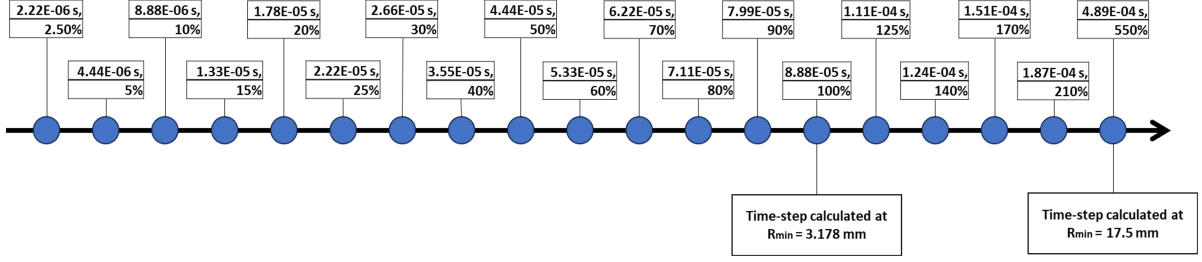 2.22E-06 s,
2.50%
8.88E-06 s,
10%
1.78E-05 s,
20%
2.66E-05 s,
30%
4.44E-05 s,
50%
6.22E-05 s,
70%
7.99E-05 s,
90%
1.11E-04 s,
125%
1.51E-04 s,
170%
4.89E-04 s,
550%
4.44E-06 s,
5%
1.33E-05 s,
15%
2.22E-05 s,
25%
3.55E-05 s,
40%
5.33E-05 s,
60%
7.11E-05 s,
80%
8.88E-05 s,
100%
1.24E-04 s,
140%
1.87E-04 s,
210%
Time-step calculated at
Rmin = 3.178 mm
Time-step calculated at
Rmin = 17.5 mm